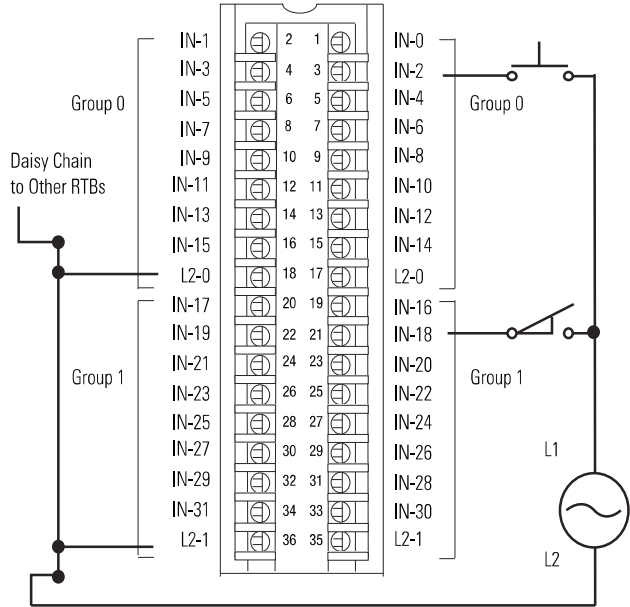 IN-1 2 1 IN-0
IN-3 4 3 IN-2
IN-5 6 5 IN-4
Group 0 Group 0
IN-7 8 7 IN-6
IN-9 10 9 IN-8
Daisy Chain
to Other RTBs
IN-11 12 11 IN-10
IN-13 14 13 IN-12
IN-15 16 15 IN-14
L2-0 18 17 L2-0
IN-17 20 19 IN-16
IN-19 22 21 IN-18
IN-21 24 23 IN-20
Group 1 Group 1
IN-23 26 25 IN-22
IN-25 28 27 IN-24
IN-27 30 29 IN-26
L1
IN-29 32 31 IN-28
IN-31 34 33 IN-30
L2-1 36 35 L2-1
L2